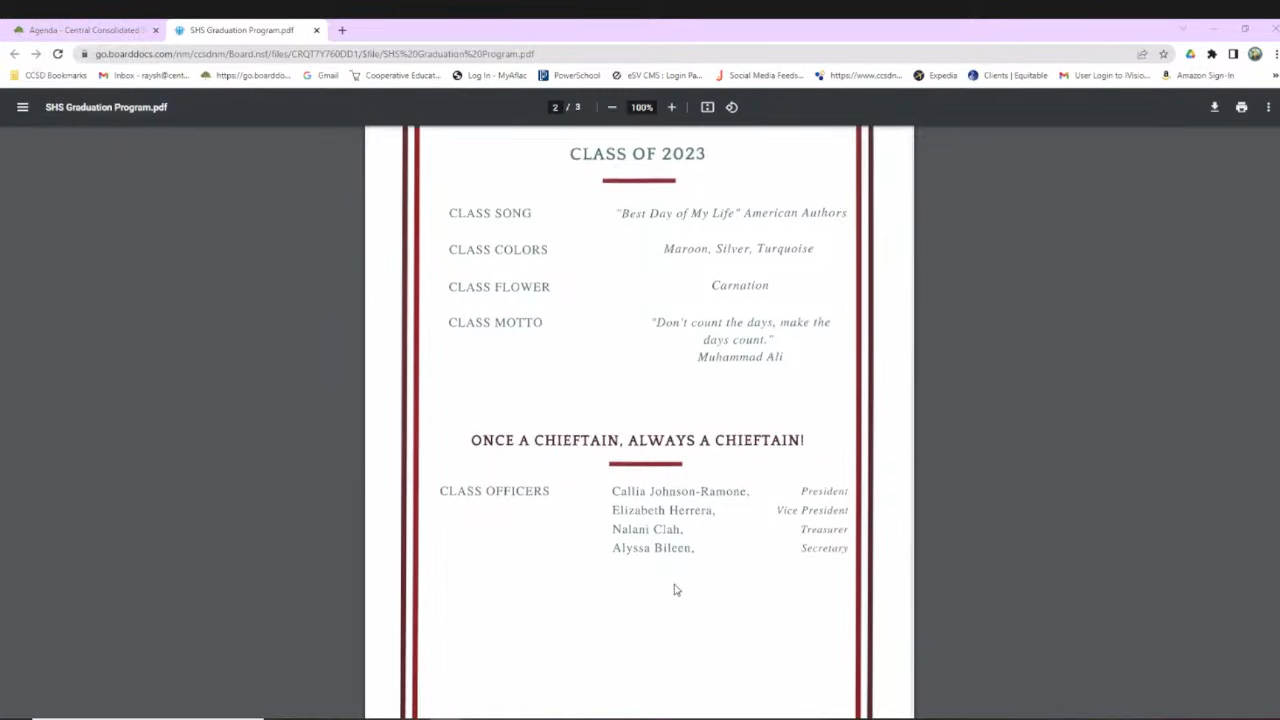 Agenda - Central Consolidated S
SHS Graduation Program.pdf
go.boarddocs.com/nm/ccsdnm/Board.nsf/files/CRQT7Y760DD1/$file/SHS%20Graduation%20Program.pdf
CCSD Bookmarks
Inbox - raysh@cent...
https://go.boarddo...
Gmail
Cooperative Educat...
Log In - MyAflac
PowerSchool
eSV CMS : Login Pa...
Social Media Feeds...
https://www.ccsdn...
Expedia
Clients | Equitable
User Login to IVisio...
Amazon Sign-In
»
SHS Graduation Program.pdf
2 / 3
100%
CLASS OF 2023
CLASS SONG "Best Day of My Life" American Authors
CLASS COLORS Maroon, Silver, Turquoise
CLASS FLOWER Carnation
CLASS MOTTO "Don't count the days, make the
days count."
Muhammad Ali
ONCE A CHIEFTAIN, ALWAYS A CHIEFTAIN!
CLASS OFFICERS Callia Johnson-Ramone, President
Elizabeth Herrera, Vice President
Nalani Clah, Treasurer
Alyssa Bileen, Secretary